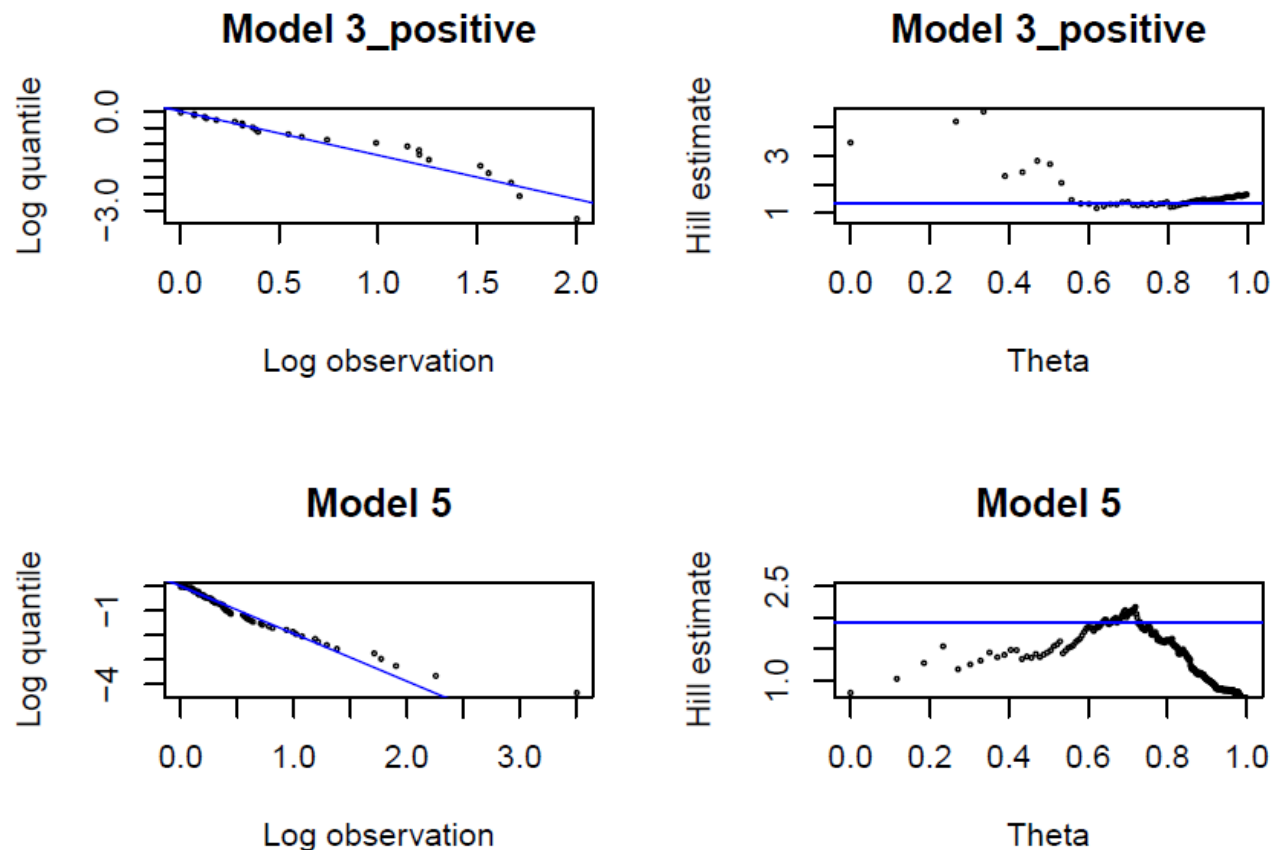 Model 3_positive
Log quantile
0.0
−3.0
0.0 0.5 1.0 1.5 2.0
Log observation
Model 3_positive
Hill estimate
3
1
0.0 0.2 0.4 0.6 0.8 1.0
Theta
Model 5
Log quantile
−1
−4
0.0 1.0 2.0 3.0
Log observation
Model 5
Hill estimate
2.5
1.0
0.0 0.2 0.4 0.6 0.8 1.0
Theta